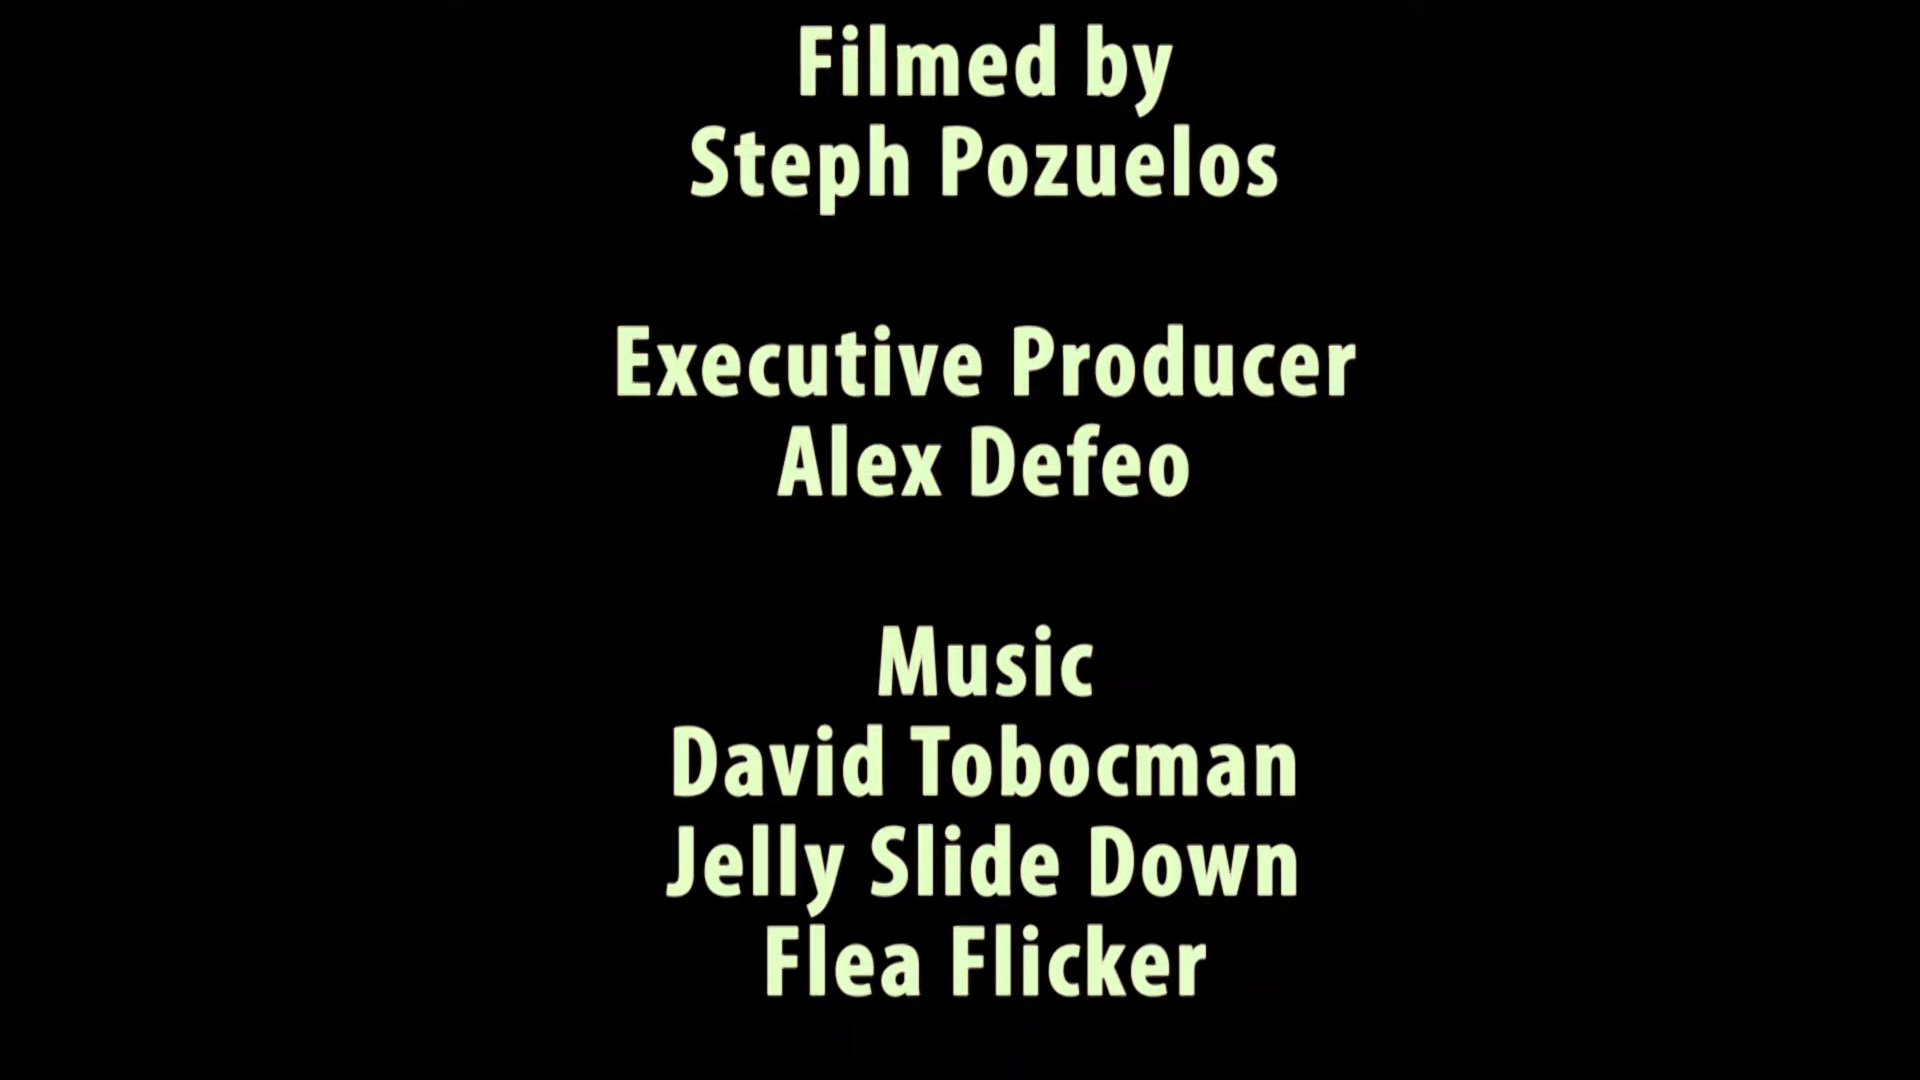 Filmed by
Steph Pozuelos
Executive Producer
Alex Defeo
Music
David Tobocman
Jelly Slide Down
Flea Flicker